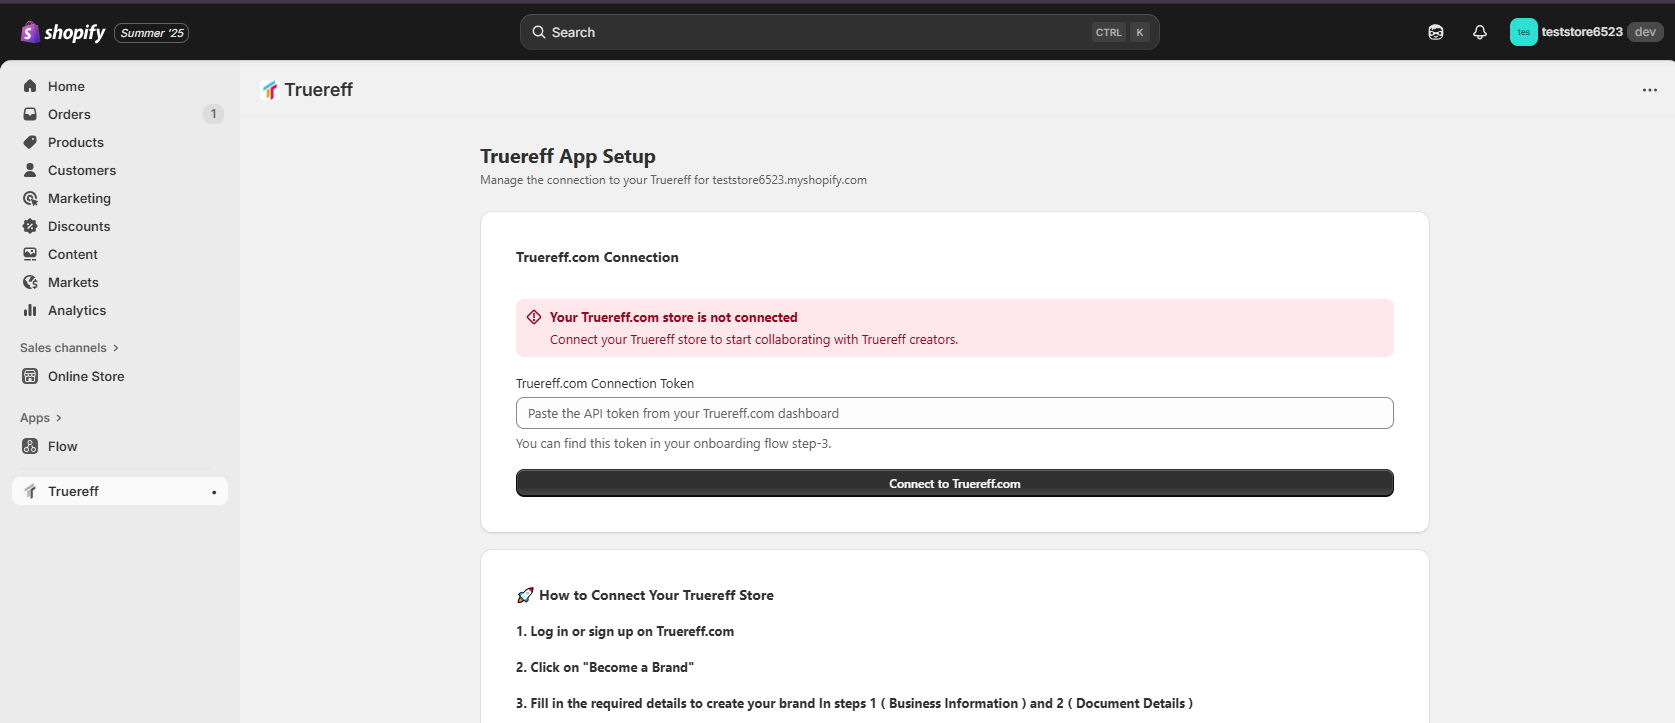 shopify Summer '25
Search CTRL K
tes teststore6523 dev
Home
Orders 1
Products
Customers
Marketing
Discounts
Content
Markets
Analytics
Sales channels
Online Store
Apps
Flow
Truereff
Truereff
Truereff App Setup
Manage the connection to your Truereff for teststore6523.myshopify.com
Truereff.com Connection
Your Truereff.com store is not connected
Connect your Truereff store to start collaborating with Truereff creators.
Truereff.com Connection Token
Paste the API token from your Truereff.com dashboard
You can find this token in your onboarding flow step-3.
Connect to Truereff.com
🚀 How to Connect Your Truereff Store
1. Log in or sign up on Truereff.com
2. Click on "Become a Brand"
3. Fill in the required details to create your brand In steps 1 ( Business Information ) and 2 ( Document Details )